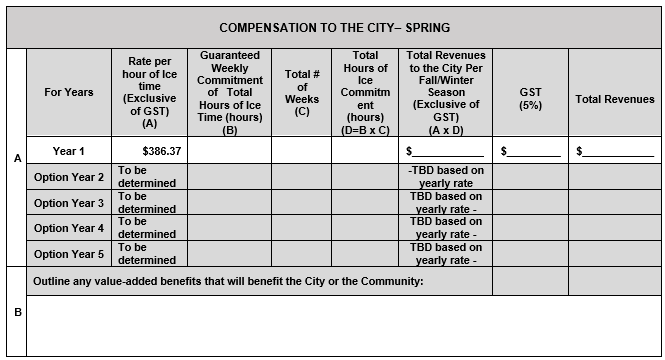 COMPENSATION TO THE CITY– SPRING
For Years
Rate per
hour of Ice
time
(Exclusive
of GST)
(A)
Guaranteed
Weekly
Commitment
of Total
Hours of Ice
Time (hours)
(B)
Total #
of
Weeks
(C)
Total
Hours of
Ice
Commitm
ent
(hours)
(D=B x C)
Total Revenues
to the City Per
Fall/Winter
Season
(Exclusive of
GST)
(A x D)
GST
(5%)
Total Revenues
A
Year 1
$386.37
$____________
$_________
$____________
Option Year 2
To be
determined
-TBD based on
yearly rate
Option Year 3
To be
determined
TBD based on
yearly rate -
Option Year 4
To be
determined
TBD based on
yearly rate -
Option Year 5
To be
determined
TBD based on
yearly rate -
B
Outline any value-added benefits that will benefit the City or the Community: